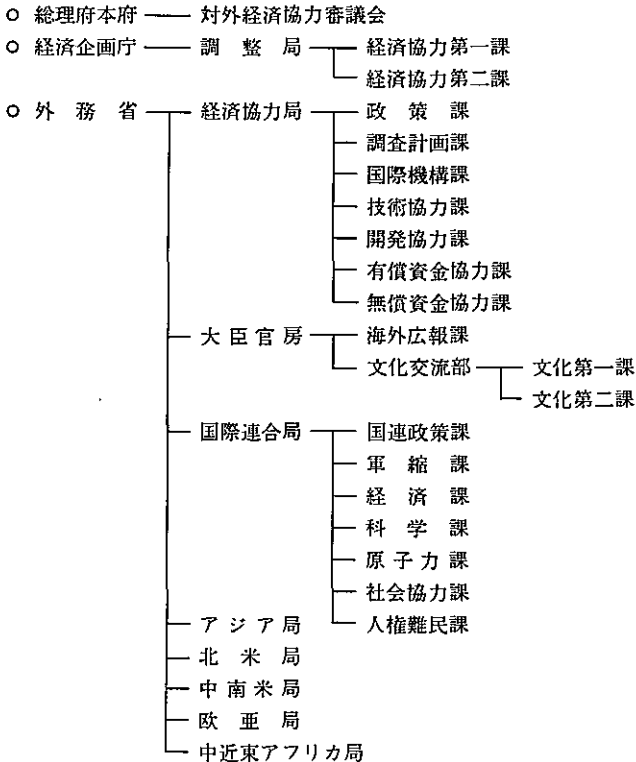 ○ 総理府本府 対外経済協力審議会
○ 経済企画庁 調整局 経済協力第一課
経済協力第二課
○ 外務省 経済協力局 政策課
調査計画課
国際機構課
技術協力課
開発協力課
有償資金協力課
無償資金協力課
大臣官房 海外広報課
文化交流部 文化第一課
文化第二課
国際連合局 国連政策課
軍縮課
経済課
科学課
原子力課
社会協力課
アジア局 人権難民課
北米局
中南米局
欧亜局
中近東アフリカ局